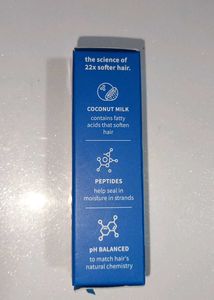 the science of
22x softer hair.
COCONUT MILK
contains fatty
acids that soften
hair
PEPTIDES
help seal in
moisture in strands
pH BALANCED
to match hair's
natural chemistry